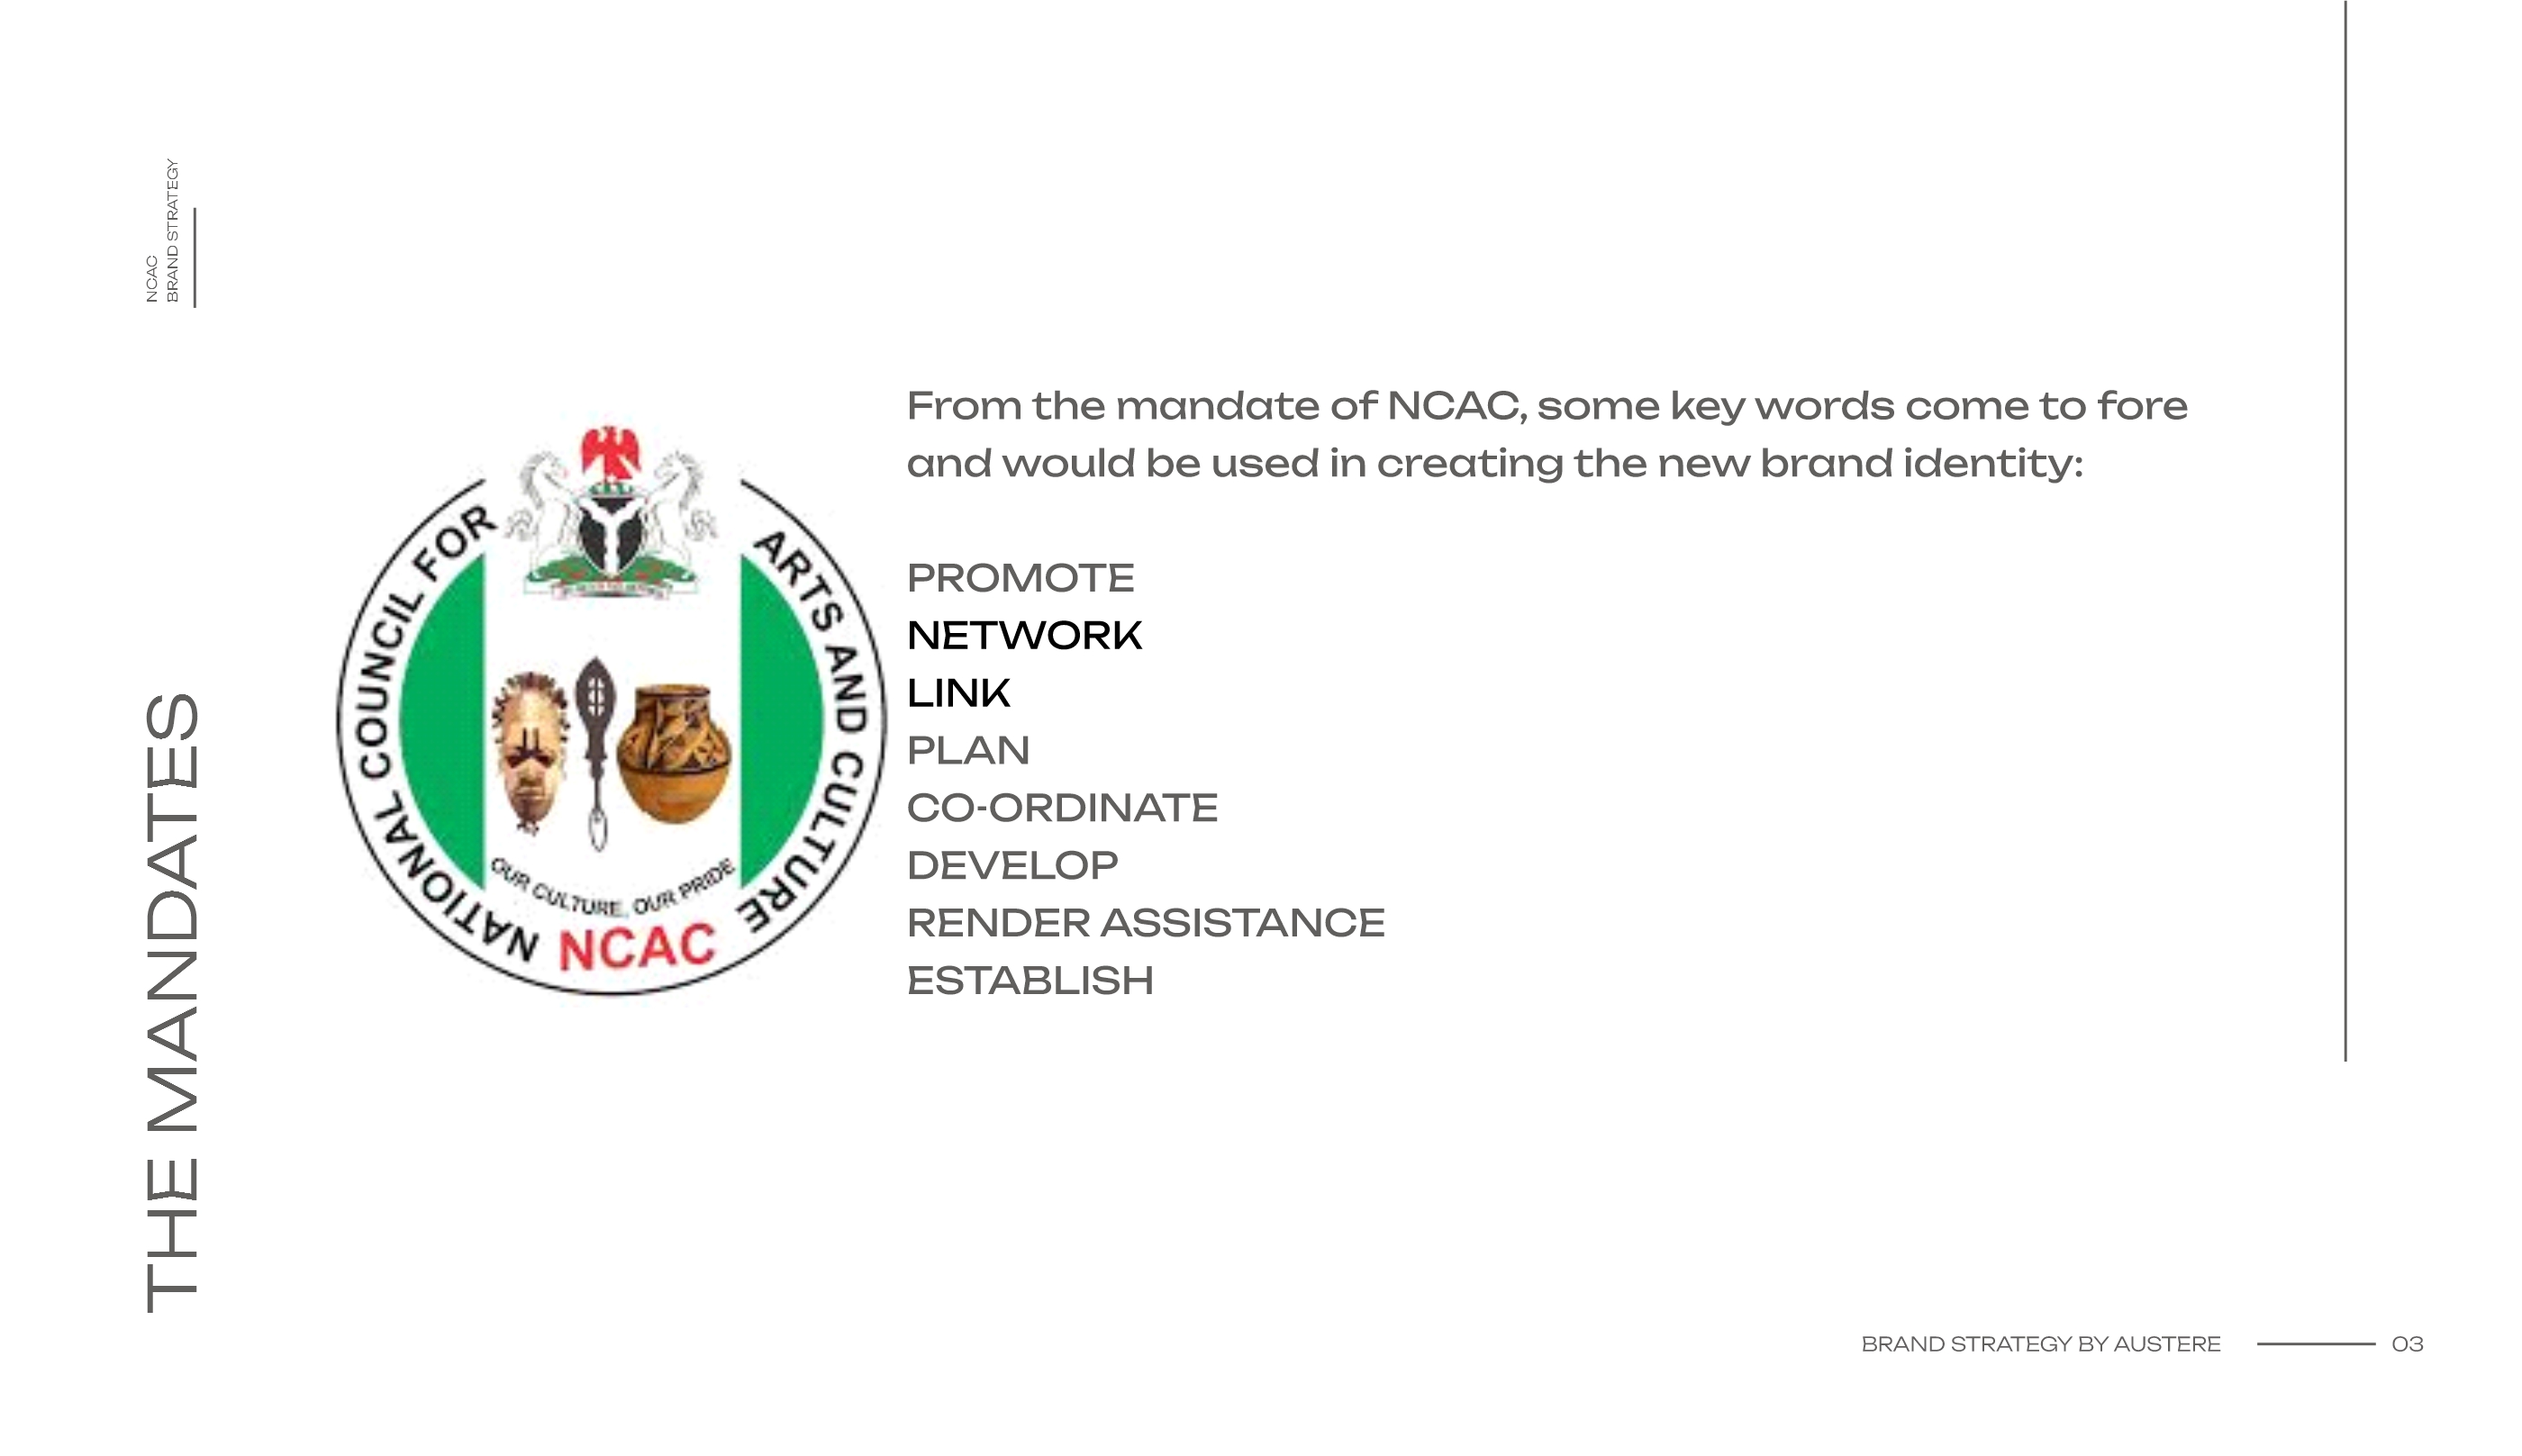 NCAC
BRAND STRATEGY
THE MANDATES
NATIONAL COUNCIL FOR ARTS AND CULTURE
OUR CULTURE, OUR PRIDE
NCAC
From the mandate of NCAC, some key words come to fore
and would be used in creating the new brand identity:
PROMOTE
NETWORK
LINK
PLAN
CO-ORDINATE
DEVELOP
RENDER ASSISTANCE
ESTABLISH
BRAND STRATEGY BY AUSTERE
03